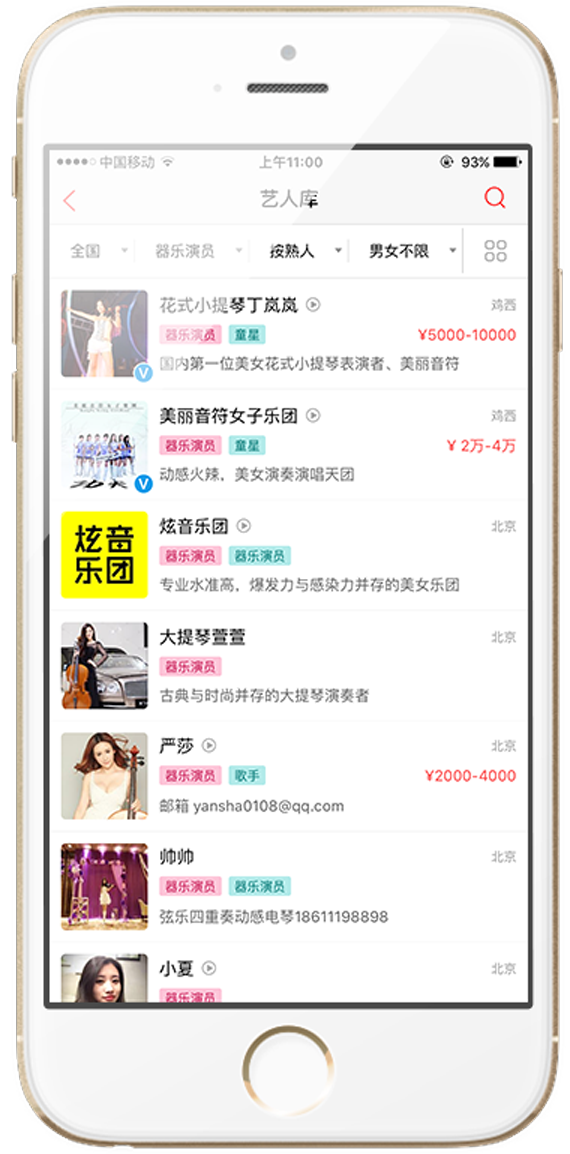 中国移动 上午11:00 93%
艺人库
全国 器乐演员 按熟人 男女不限
花式小提琴丁岚岚 鸡西
器乐演员 童星 ¥5000-10000
国内第一位美女花式小提琴表演者、美丽音符
V
美丽音符女子乐团 鸡西
器乐演员 童星 ¥ 2万-4万
动感火辣，美女演奏演唱天团
V
炫音乐团 北京
炫音
乐团
器乐演员 器乐演员
专业水准高，爆发力与感染力并存的美女乐团
大提琴萱萱 北京
器乐演员
古典与时尚并存的大提琴演奏者
严莎 北京
器乐演员 歌手 ¥2000-4000
邮箱 yansha0108@qq.com
帅帅 北京
器乐演员 器乐演员
弦乐四重奏动感电琴18611198898
小夏 北京
器乐演员